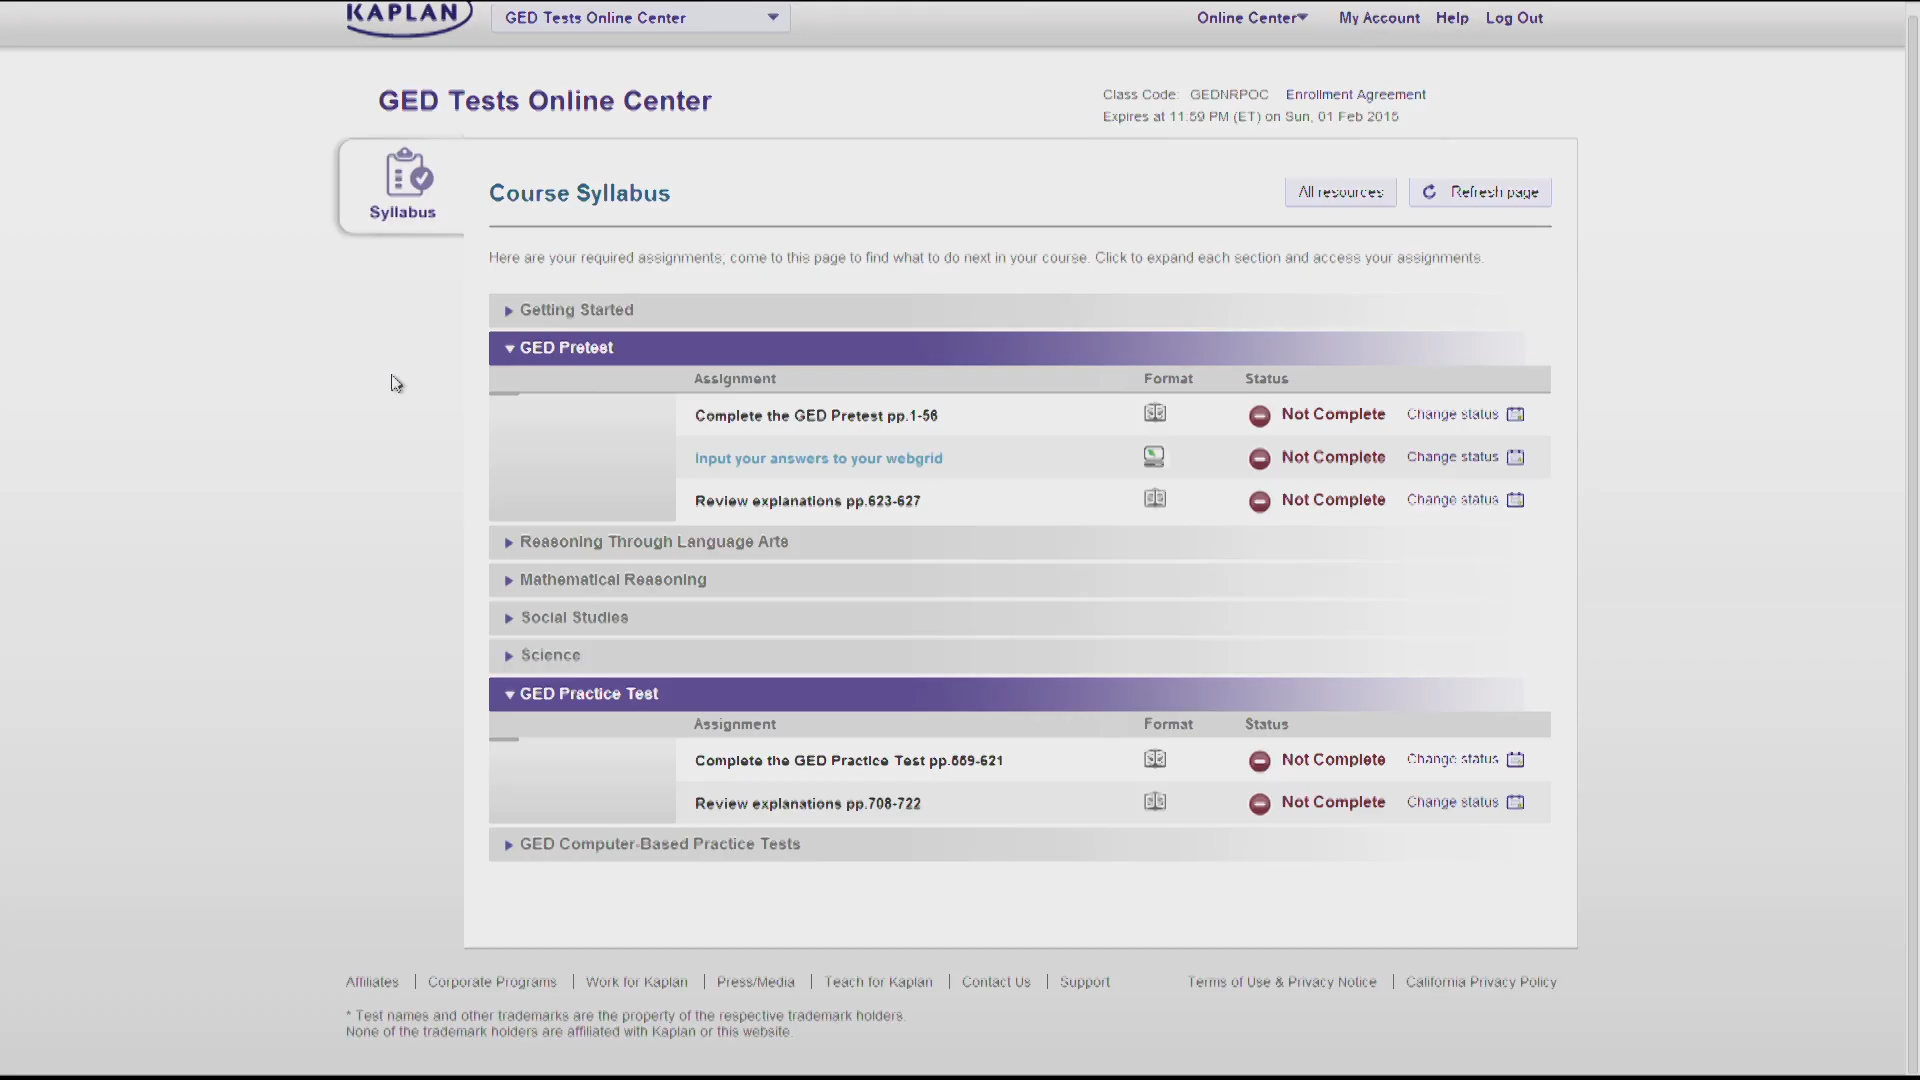 KAPLAN
GED Tests Online Center
Online Center
My Account
Help
Log Out
GED Tests Online Center
Class Code: GEDNRPOC Enrollment Agreement
Expires at 11:59 PM (ET) on Sun, 01 Feb 2015
Syllabus
Course Syllabus
All resources
Refresh page
Here are your required assignments; come to this page to find what to do next in your course. Click to expand each section and access your assignments.
Getting Started
GED Pretest
Assignment Format Status
Complete the GED Pretest pp.1-56 Not Complete Change status
Input your answers to your webgrid Not Complete Change status
Review explanations pp.623-627 Not Complete Change status
Reasoning Through Language Arts
Mathematical Reasoning
Social Studies
Science
GED Practice Test
Assignment Format Status
Complete the GED Practice Test Not Complete Change status
Review explanations pp.708-722 Not Complete Change status
GED Computer-Based Practice Tests
Affiliates | Corporate Programs | Work for Kaplan | Press/Media | Teach for Kaplan | Contact Us | Support Terms of Use & Privacy Notice | California Privacy Policy
* Test names and other trademarks are the property of the respective trademark holders.
None of the trademark holders are affiliated with Kaplan or this website.